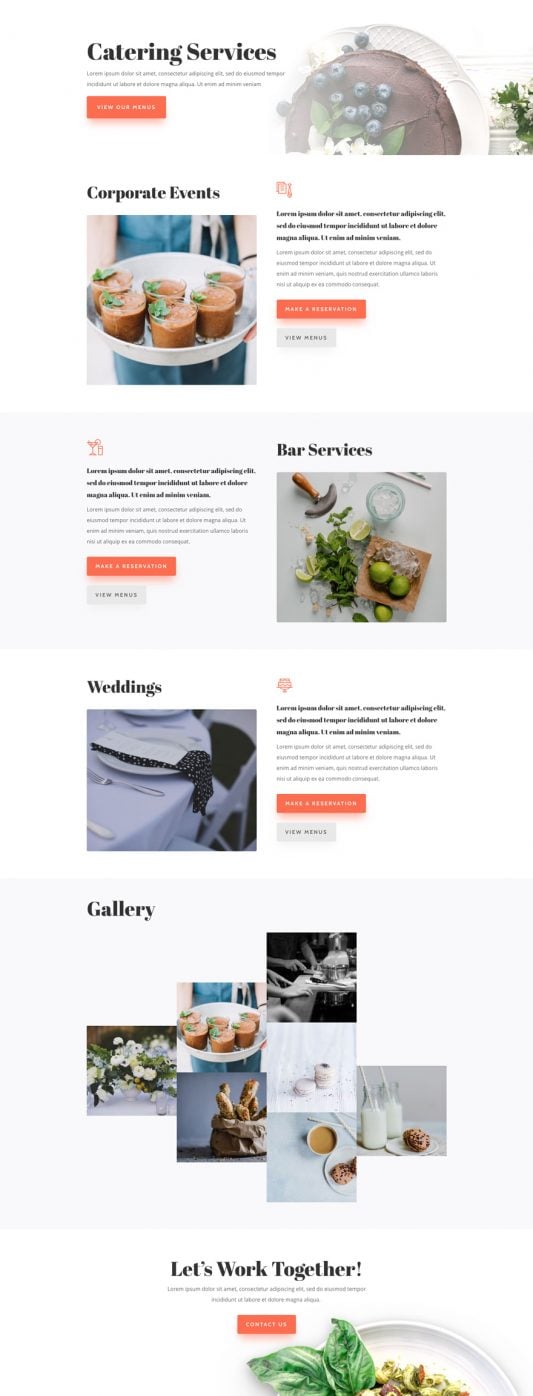 Catering Services
Lorem ipsum dolor sit amet, consectetur adipiscing elit, sed do eiusmod tempor
incididunt ut labore et dolore magna aliqua. Ut enim ad minim veniam
VIEW OUR MENUS
Corporate Events
Lorem ipsum dolor sit amet, consectetur adipiscing elit,
sed do eiusmod tempor incididunt ut labore et dolore
magna aliqua. Ut enim ad minim veniam.
Lorem ipsum dolor sit amet, consectetur adipiscing elit, sed do
eiusmod tempor incididunt ut labore et dolore magna aliqua. Ut
enim ad minim veniam, quis nostrud exercitation ullamco laboris
nisi ut aliquip ex ea commodo consequat.
MAKE A RESERVATION
VIEW MENUS
Lorem ipsum dolor sit amet, consectetur adipiscing elit,
sed do eiusmod tempor incididunt ut labore et dolore
magna aliqua. Ut enim ad minim veniam.
Lorem ipsum dolor sit amet, consectetur adipiscing elit, sed do
eiusmod tempor incididunt ut labore et dolore magna aliqua. Ut
enim ad minim veniam, quis nostrud exercitation ullamco laboris
nisi ut aliquip ex ea commodo consequat.
MAKE A RESERVATION
VIEW MENUS
Bar Services
Weddings
Lorem ipsum dolor sit amet, consectetur adipiscing elit,
sed do eiusmod tempor incididunt ut labore et dolore
magna aliqua. Ut enim ad minim veniam.
Lorem ipsum dolor sit amet, consectetur adipiscing elit, sed do
eiusmod tempor incididunt ut labore et dolore magna aliqua. Ut
enim ad minim veniam, quis nostrud exercitation ullamco laboris
nisi ut aliquip ex ea commodo consequat.
MAKE A RESERVATION
VIEW MENUS
Gallery
Let's Work Together!
Lorem ipsum dolor sit amet, consectetur adipiscing elit, sed do eiusmod tempor
incididunt ut labore et dolore magna aliqua.
CONTACT US